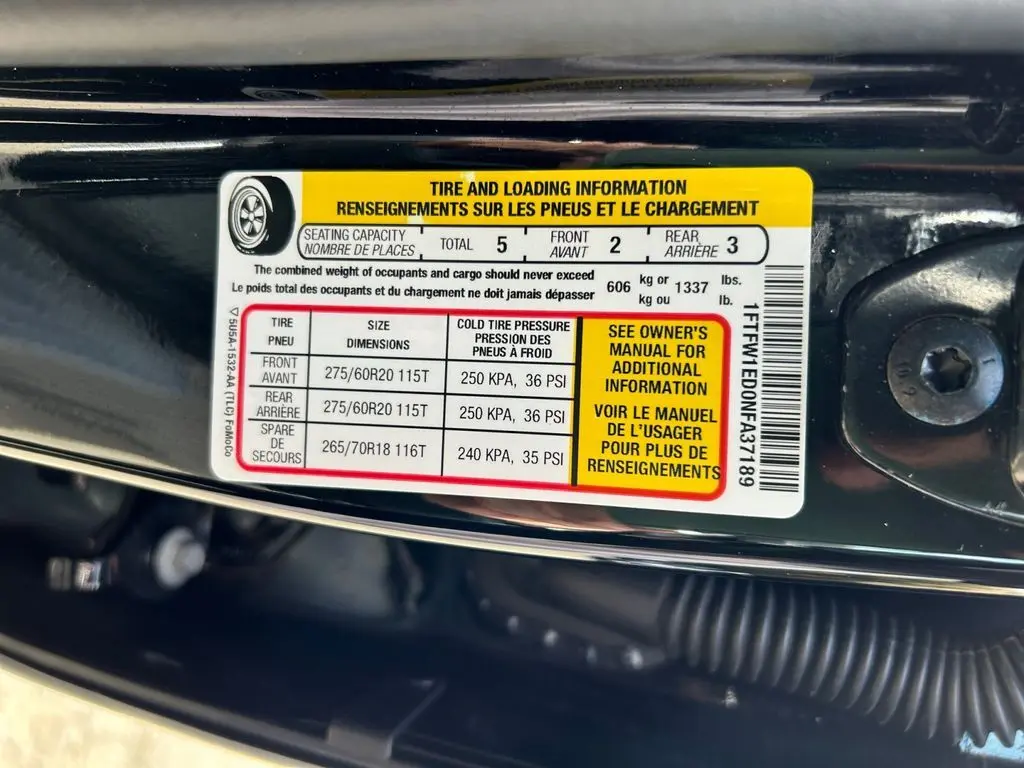 TIRE AND LOADING INFORMATION
RENSEIGNEMENTS SUR LES PNEUS ET LE CHARGEMENT
SEATING CAPACITY TOTAL 5 FRONT 2 REAR 3
NOMBRE DE PLACES AVANT ARRIÈRE
The combined weight of occupants and cargo should never exceed 606 kg or 1337 lbs.
Le poids total des occupants et du chargement ne doit jamais dépasser kg ou lb.
TIRE SIZE COLD TIRE PRESSURE
PNEU DIMENSIONS PRESSION DES
PNEUS À FROID
FRONT
AVANT 275/60R20 115T 250 KPA, 36 PSI
REAR
ARRIÈRE 275/60R20 115T 250 KPA, 36 PSI
SPARE
DE
SECOURS 265/70R18 116T 240 KPA, 35 PSI
SEE OWNER'S
MANUAL FOR
ADDITIONAL
INFORMATION
VOIR LE MANUEL
DE L'USAGER
POUR PLUS DE
RENSEIGNEMENTS
1FTFW1ED0NFA37189
5U5A-1532-AA (TLC) FoMoCo
10.2